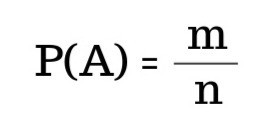 P(A) = m/n